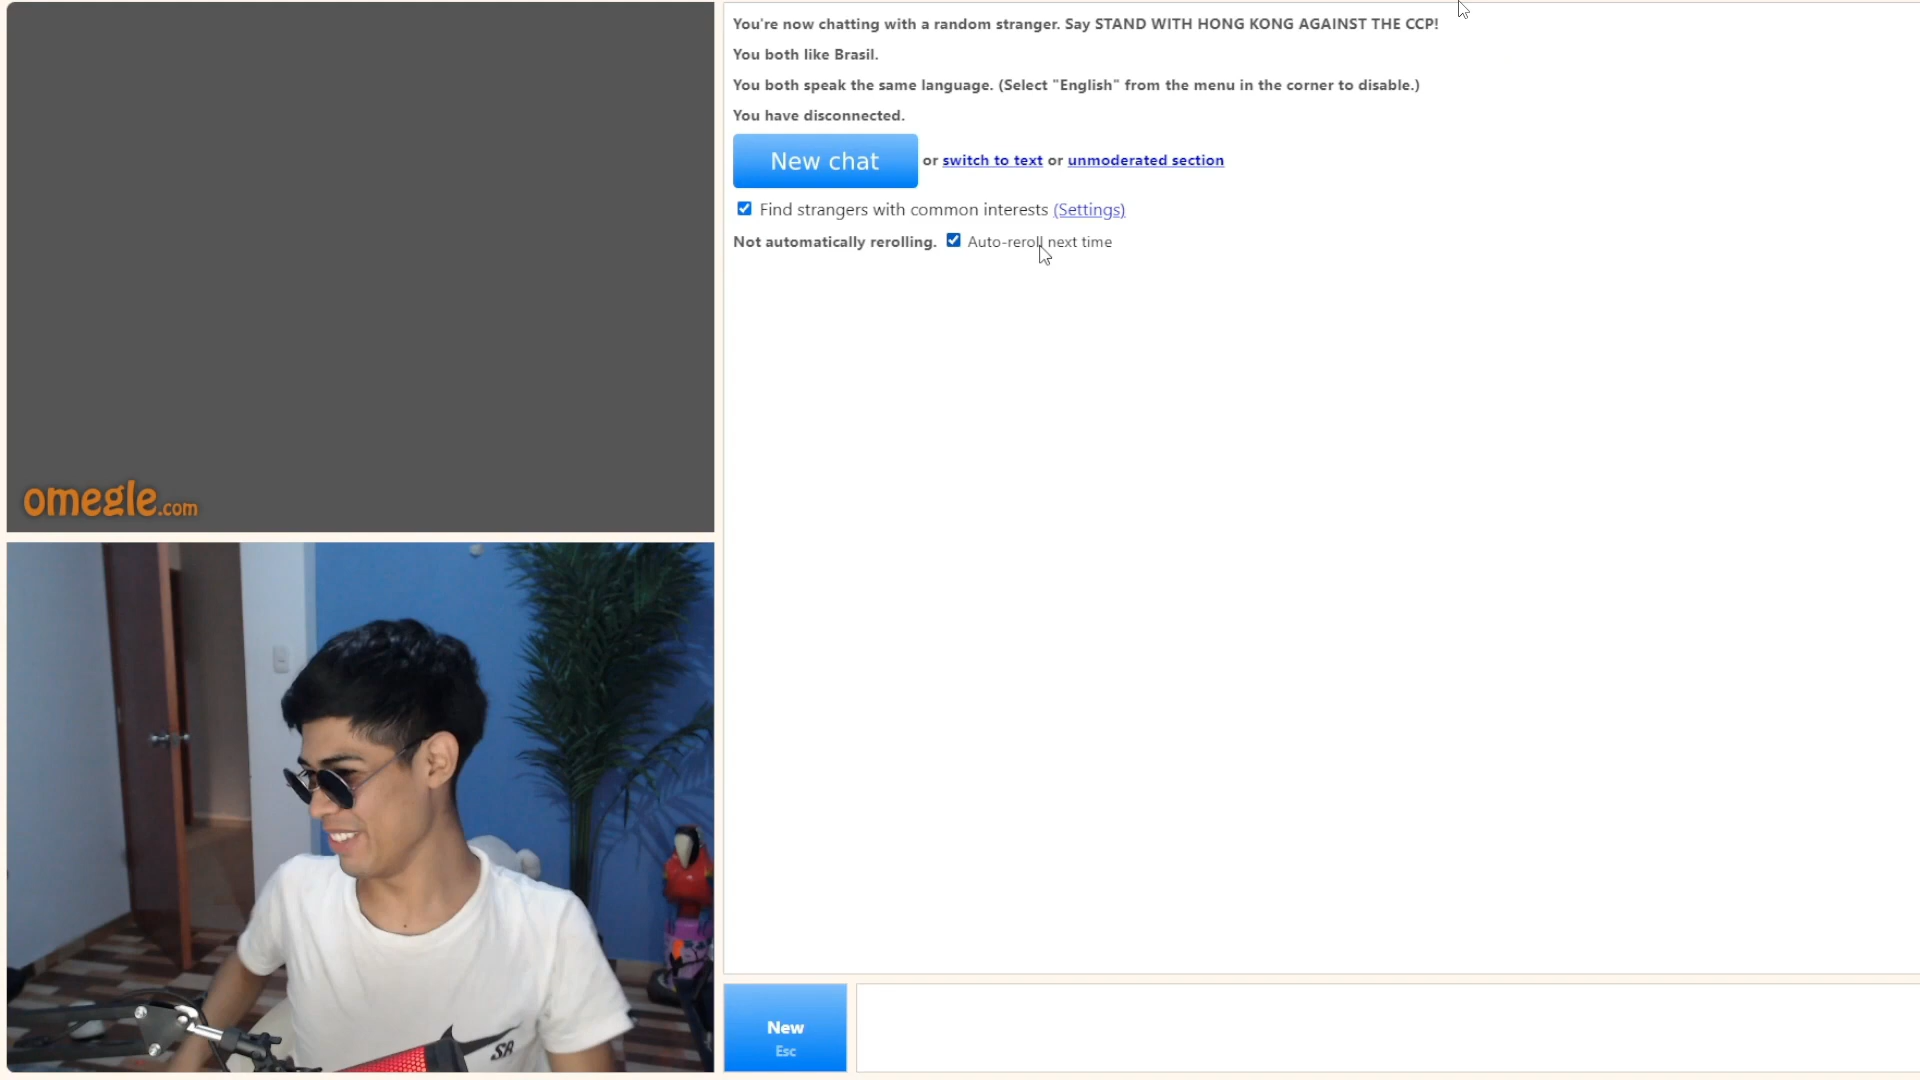 You're now chatting with a random stranger. Say STAND WITH HONG KONG AGAINST THE CCP!
You both like Brasil.
You both speak the same language. (Select "English" from the menu in the corner to disable.)
You have disconnected.
New chat or switch to text or unmoderated section
Find strangers with common interests (Settings)
Not automatically rerolling. Auto-reroll next time
omegle.com
SB
New
Esc